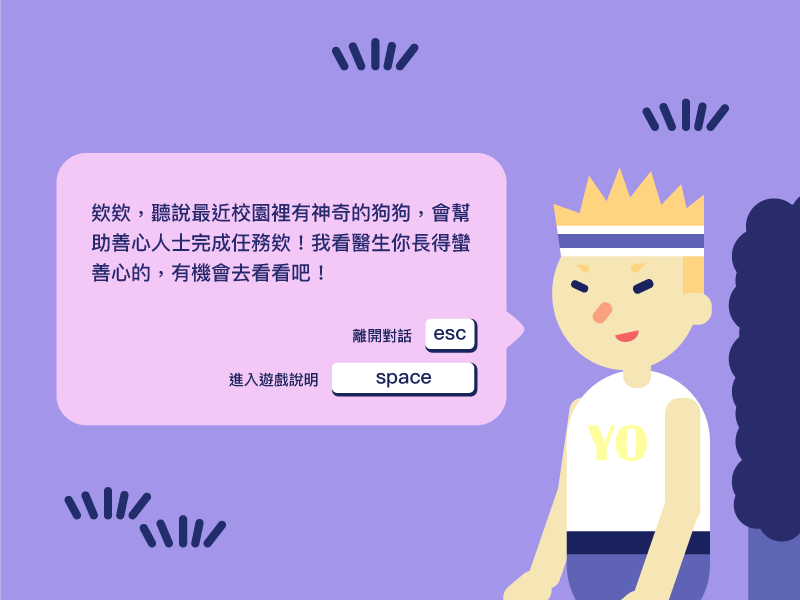 欸欸，聽說最近校園裡有神奇的狗狗，會幫
助善心人士完成任務欸！我看醫生你長得蠻
善心的，有機會去看看吧！
離開對話 esc
進入遊戲說明 space
YO